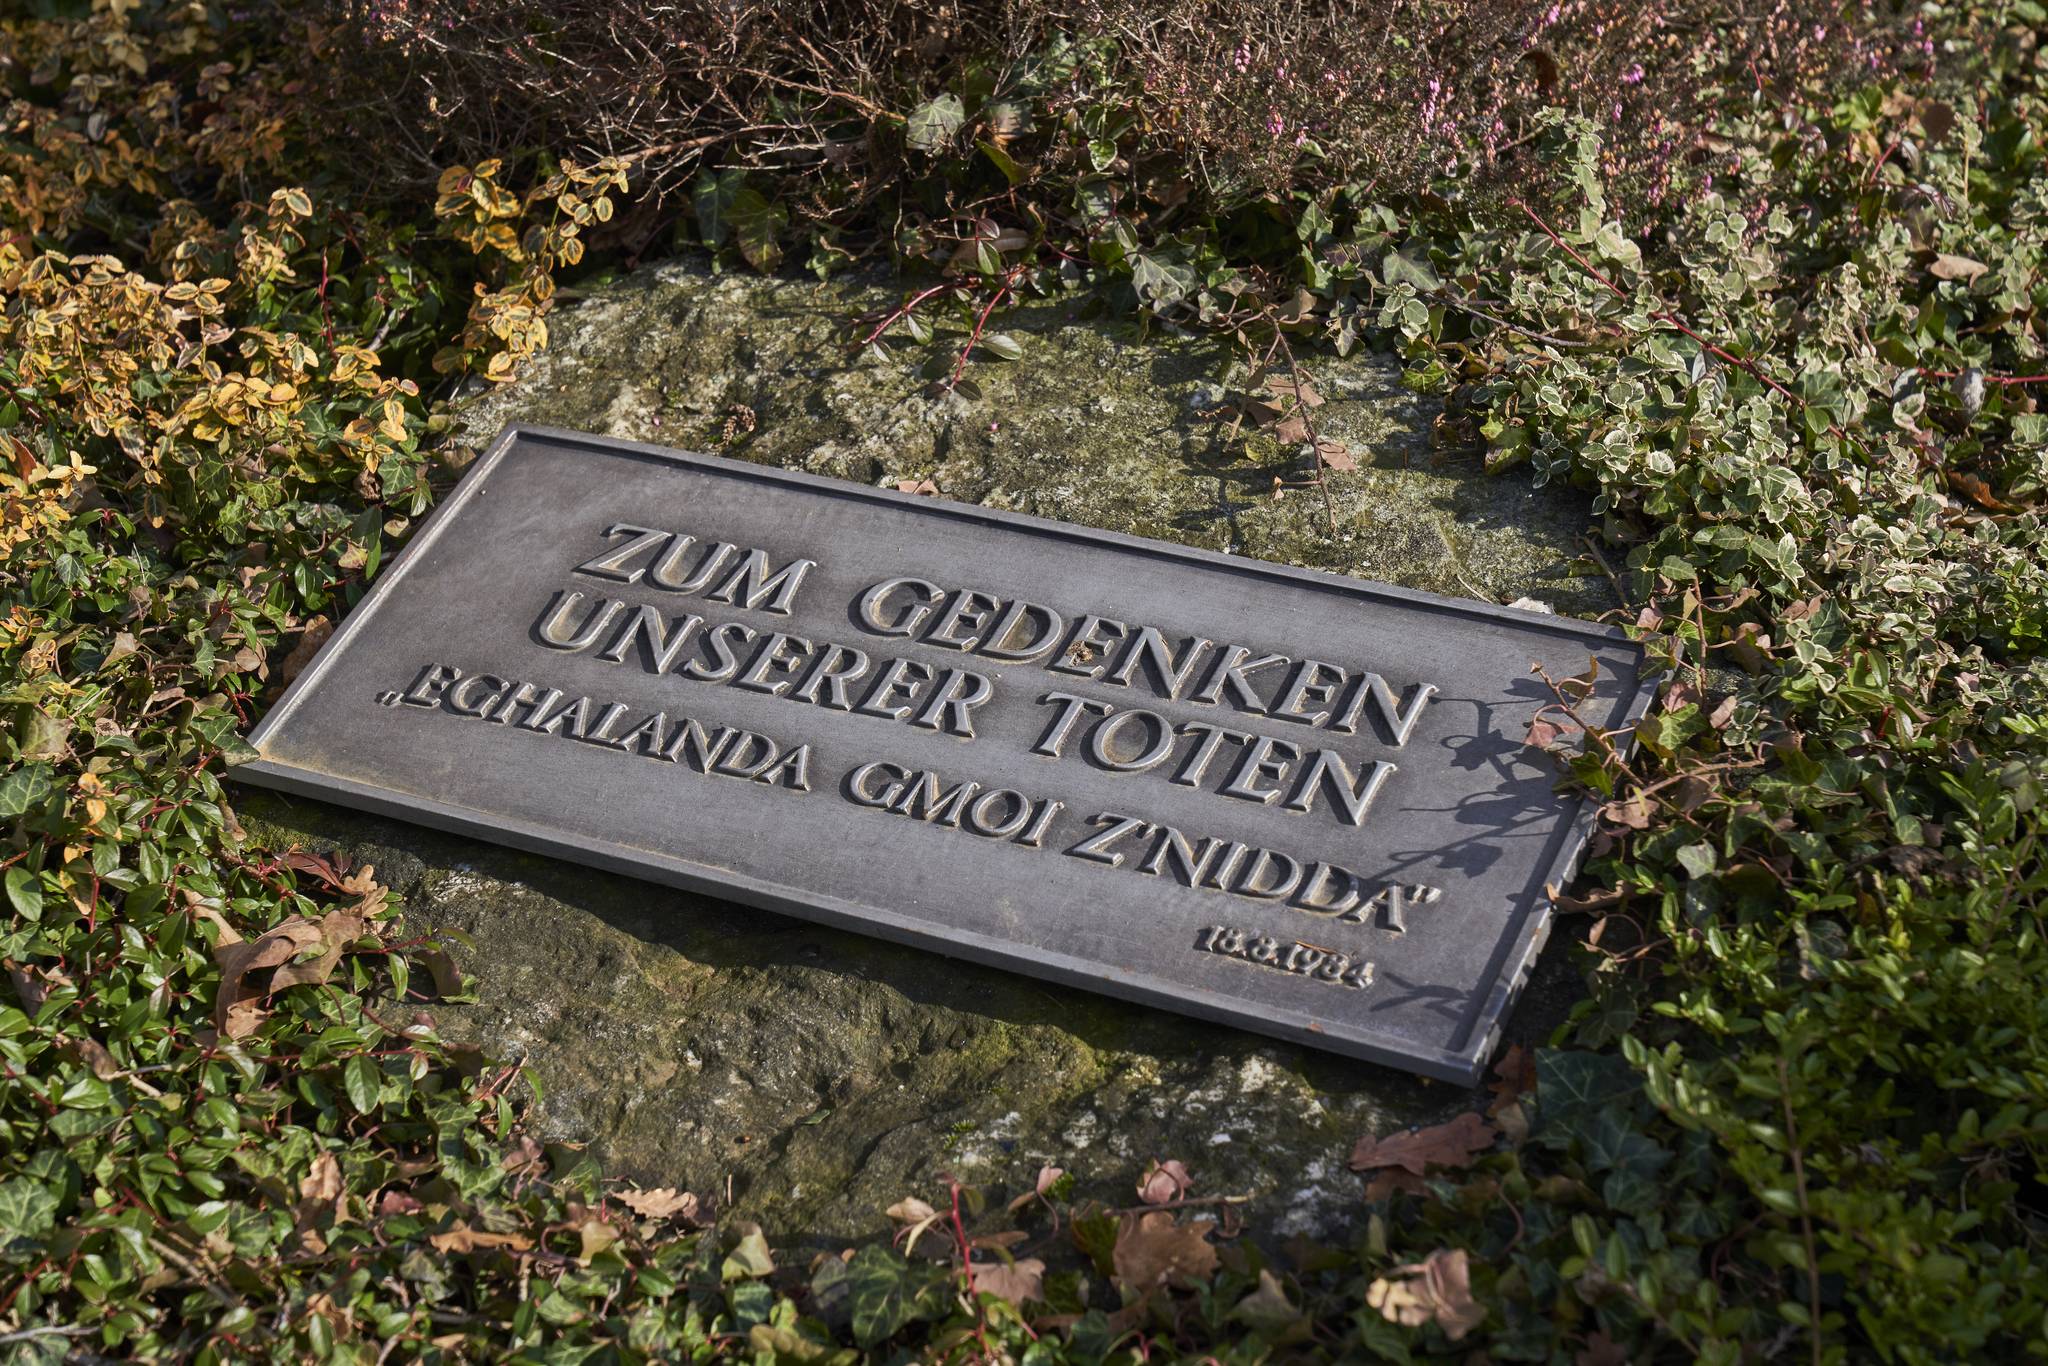 ZUM GEDENKEN
UNSERER TOTEN
„EGHALANDA GMOI Z'NIDDA"
18.8.1984